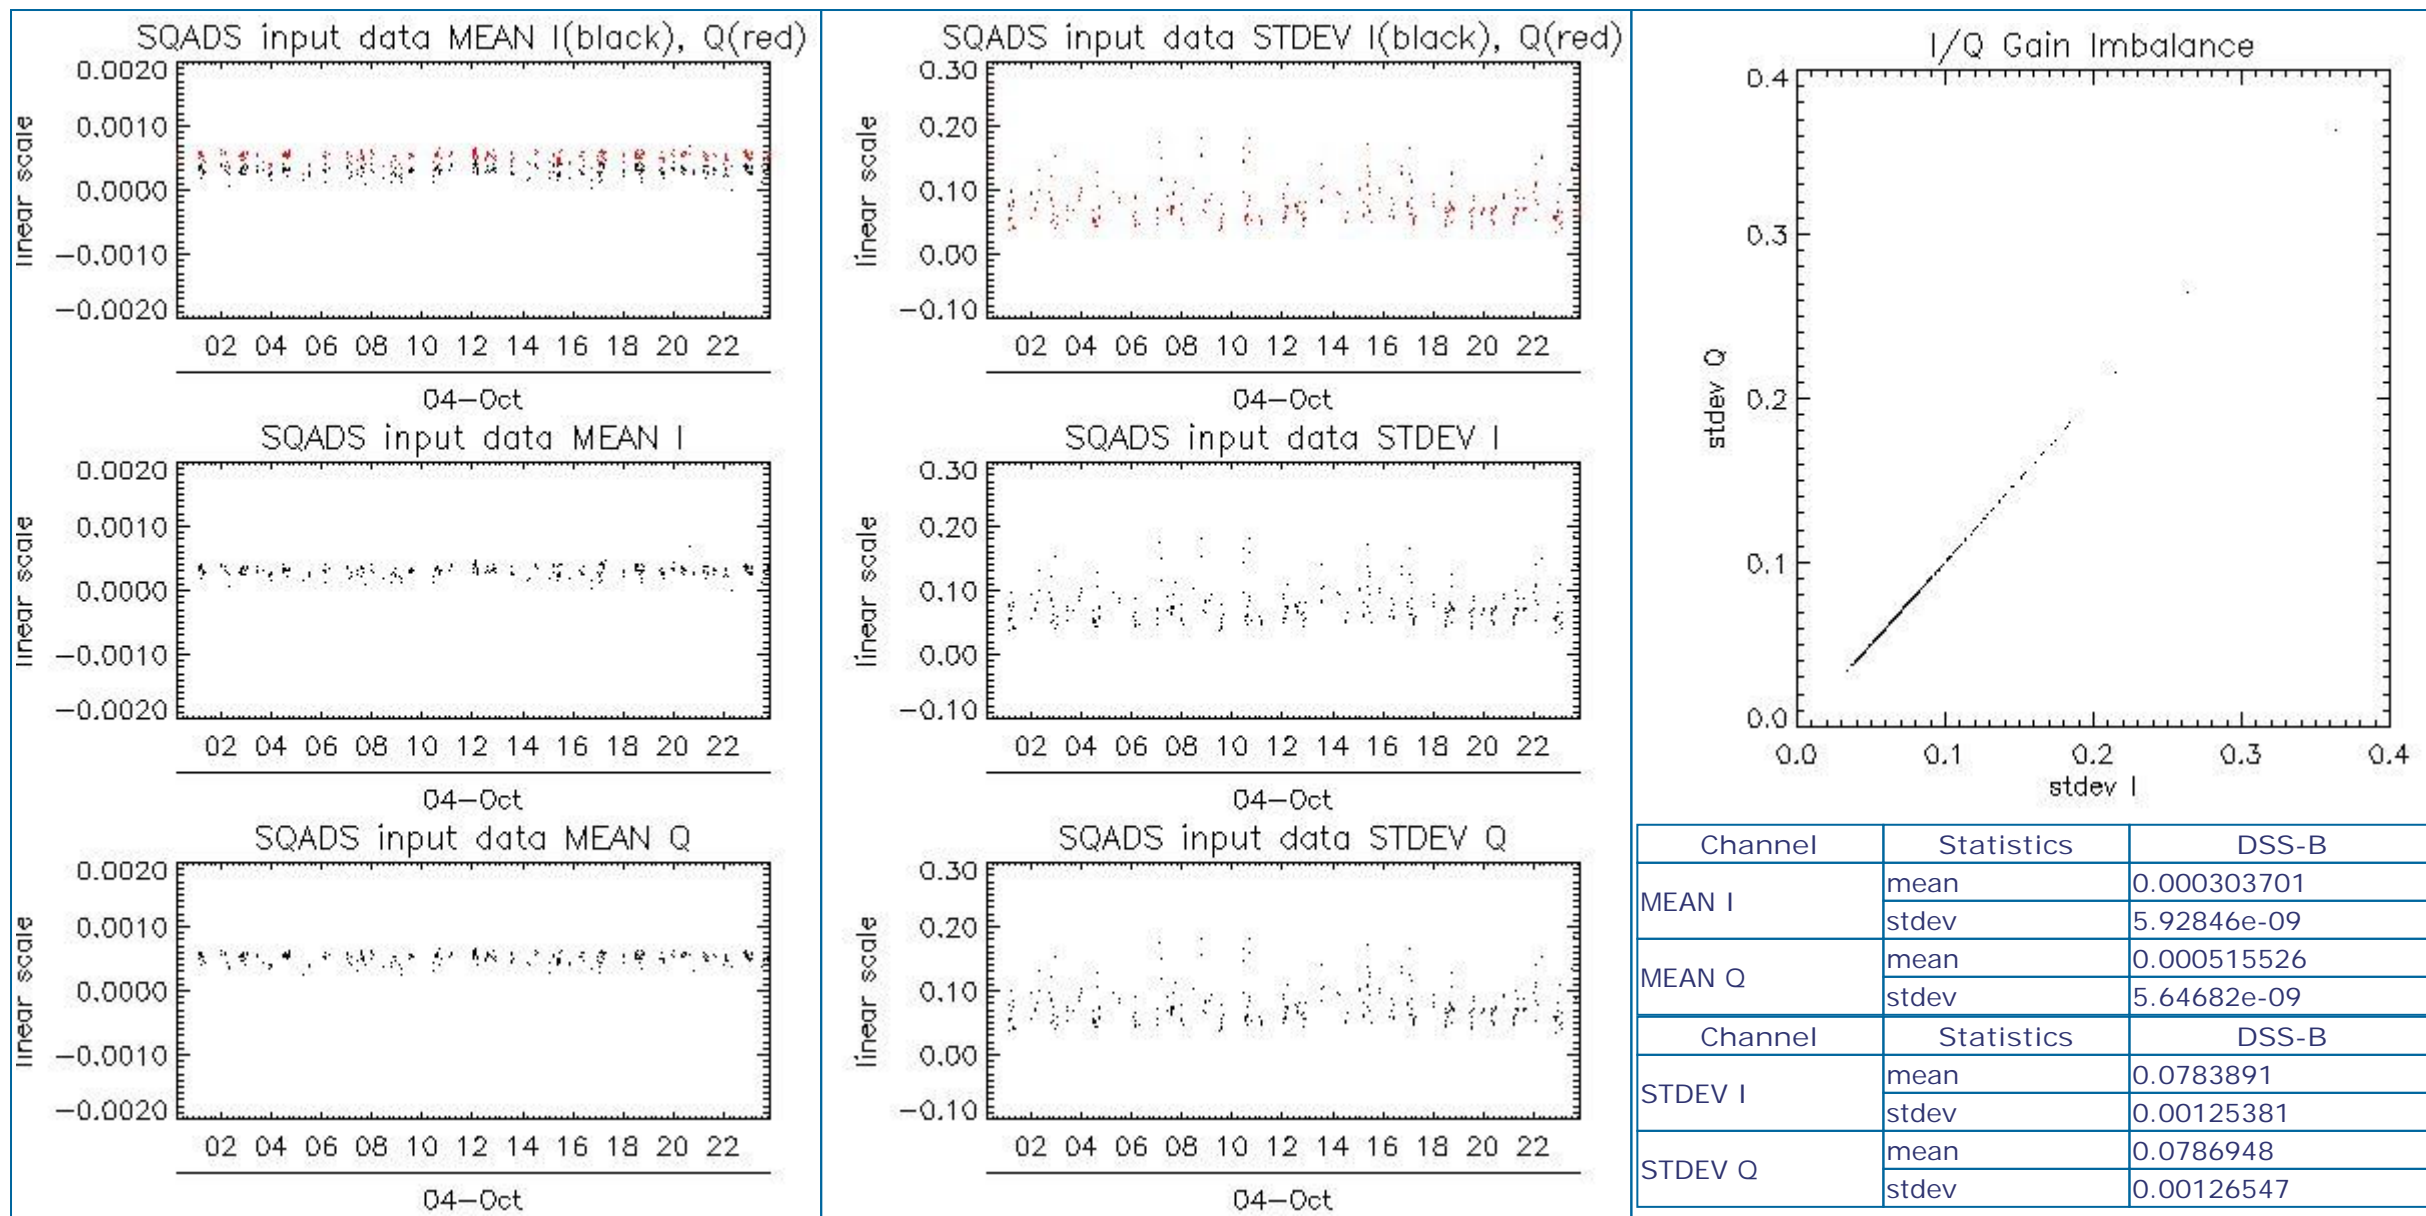 SQADS input data MEAN I(black), Q(red)
linear scale
0.0020
0.0010
0.0000
−0.0010
−0.0020
02 04 06 08 10 12 14 16 18 20 22
04−Oct
SQADS input data MEAN I
linear scale
0.0020
0.0010
0.0000
−0.0010
−0.0020
02 04 06 08 10 12 14 16 18 20 22
04−Oct
SQADS input data MEAN Q
linear scale
0.0020
0.0010
0.0000
−0.0010
−0.0020
02 04 06 08 10 12 14 16 18 20 22
04−Oct
SQADS input data STDEV I(black), Q(red)
linear scale
0.30
0.20
0.10
0.00
−0.10
02 04 06 08 10 12 14 16 18 20 22
04−Oct
SQADS input data STDEV I
linear scale
0.30
0.20
0.10
0.00
−0.10
02 04 06 08 10 12 14 16 18 20 22
04−Oct
SQADS input data STDEV Q
linear scale
0.30
0.20
0.10
0.00
−0.10
02 04 06 08 10 12 14 16 18 20 22
04−Oct
I/Q Gain Imbalance
stdev Q
0.4
0.3
0.2
0.1
0.0
0.0 0.1 0.2 0.3 0.4
stdev I
Channel Statistics DSS-B
MEAN I
mean 0.000303701
stdev 5.92846e-09
MEAN Q
mean 0.000515526
stdev 5.64682e-09
Channel Statistics DSS-B
STDEV I
mean 0.0783891
stdev 0.00125381
STDEV Q
mean 0.0786948
stdev 0.00126547